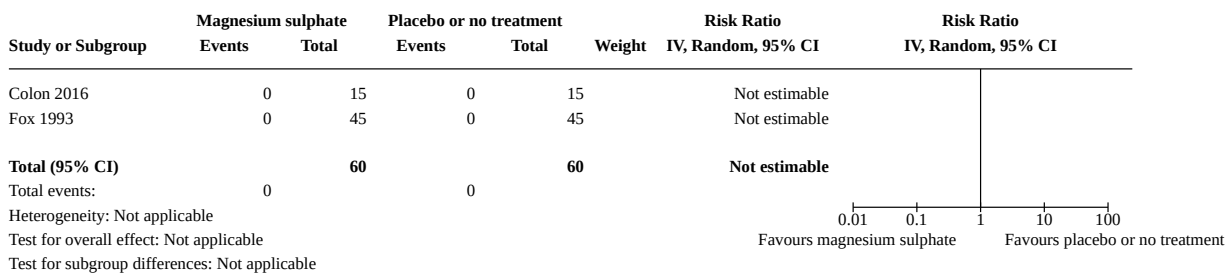 Magnesium sulphate Placebo or no treatment Risk Ratio Risk Ratio
Study or Subgroup Events Total Events Total Weight IV, Random, 95% CI IV, Random, 95% CI
Colon 2016 0 15 0 15 Not estimable
Fox 1993 0 45 0 45 Not estimable
Total (95% CI) 60 60 Not estimable
Total events: 0 0
Heterogeneity: Not applicable 0.01 0.1 1 10 100
Test for overall effect: Not applicable Favours magnesium sulphate Favours placebo or no treatment
Test for subgroup differences: Not applicable